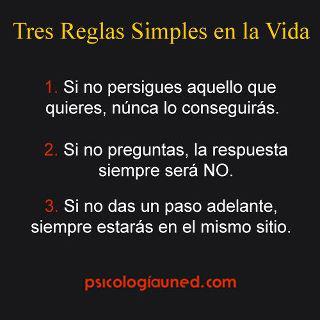 Tres Reglas Simples en la Vida
1. Si no persigues aquello que
quieres, núnca lo conseguirás.
2. Si no preguntas, la respuesta
siempre será NO.
3. Si no das un paso adelante,
siempre estarás en el mismo sitio.
psicologíauned.com